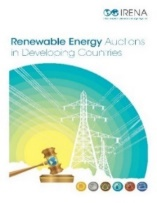 IRENA
Renewable Energy Auctions
in Developing Countries